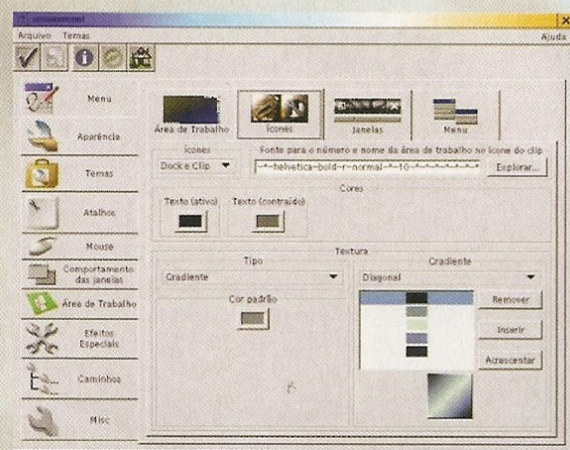 Arquivo Temas
Ajuda
Menu
Aparência
Temas
Atalhos
Mouse
Comportamento
das janelas
Área de Trabalho
Efeitos
Especiais
Caminhos
Misc
Área de Trabalho
Ícones
Janelas
Menu
Ícones
Fonte para o número e nome da área de trabalho no ícone do clip
Dock e Clip
-*-helvetica-bold-r-normal-*-10-*-*-*-*-*-*-*
Explorar...
Cores
Texto (ativo)
Texto (contraído)
Textura
Tipo
Gradiente
Gradiente
Diagonal
Cor padrão
Remover
Inserir
Acrescentar